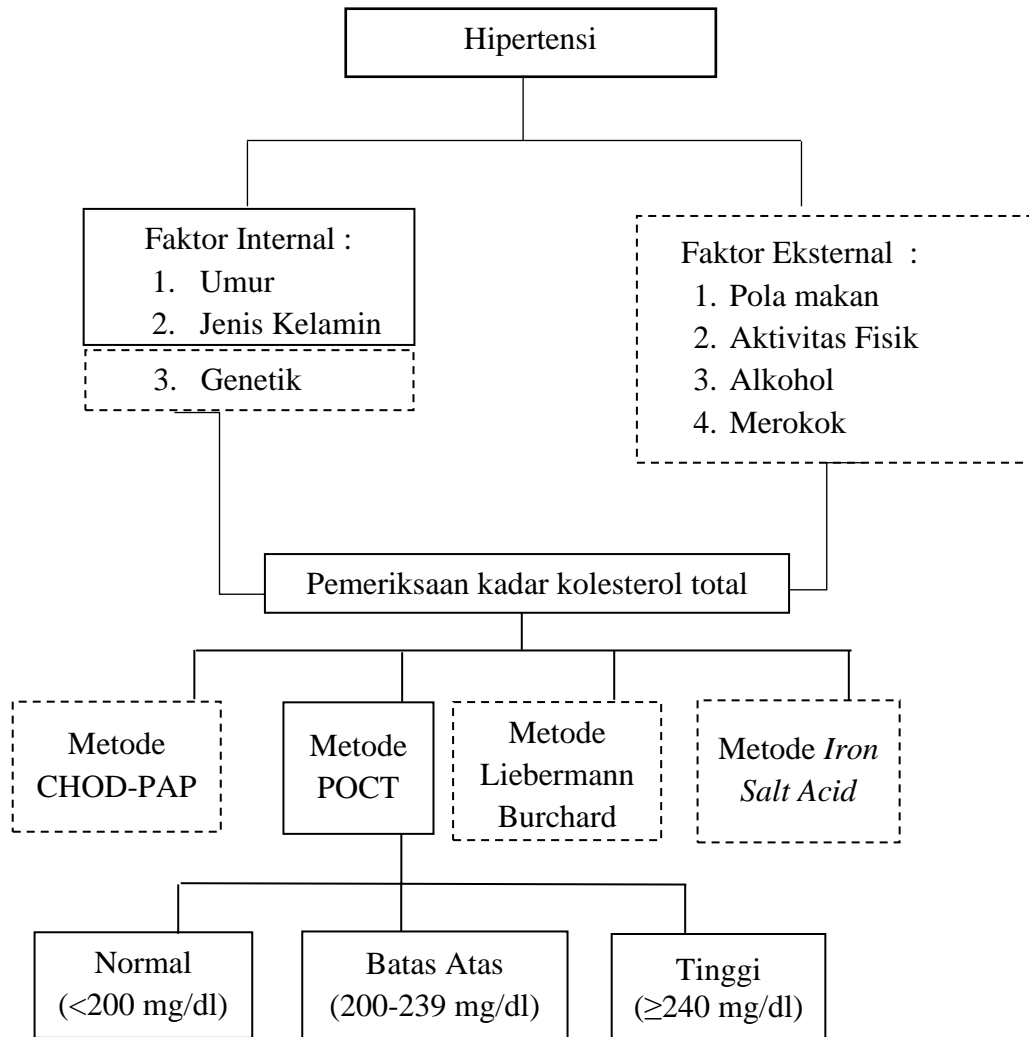 Hipertensi
Faktor Internal :
1. Umur
2. Jenis Kelamin
3. Genetik
Faktor Eksternal :
1. Pola makan
2. Aktivitas Fisik
3. Alkohol
4. Merokok
Pemeriksaan kadar kolesterol total
Metode
CHOD-PAP
Metode
POCT
Metode
Liebermann
Burchard
Metode Iron
Salt Acid
Normal
(<200 mg/dl)
Batas Atas
(200-239 mg/dl)
Tinggi
(≥240 mg/dl)